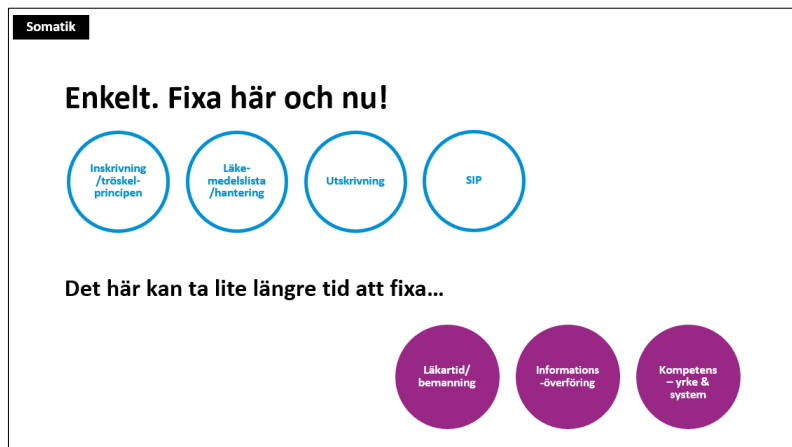 Somatik
Enkelt. Fixa här och nu!
Inskrivning
/tröskel-
principen
Läke-
medelslista
/hantering
Utskrivning
SIP
Det här kan ta lite längre tid att fixa…
Läkartid/
bemanning
Informations
-överföring
Kompetens
– yrke &
system